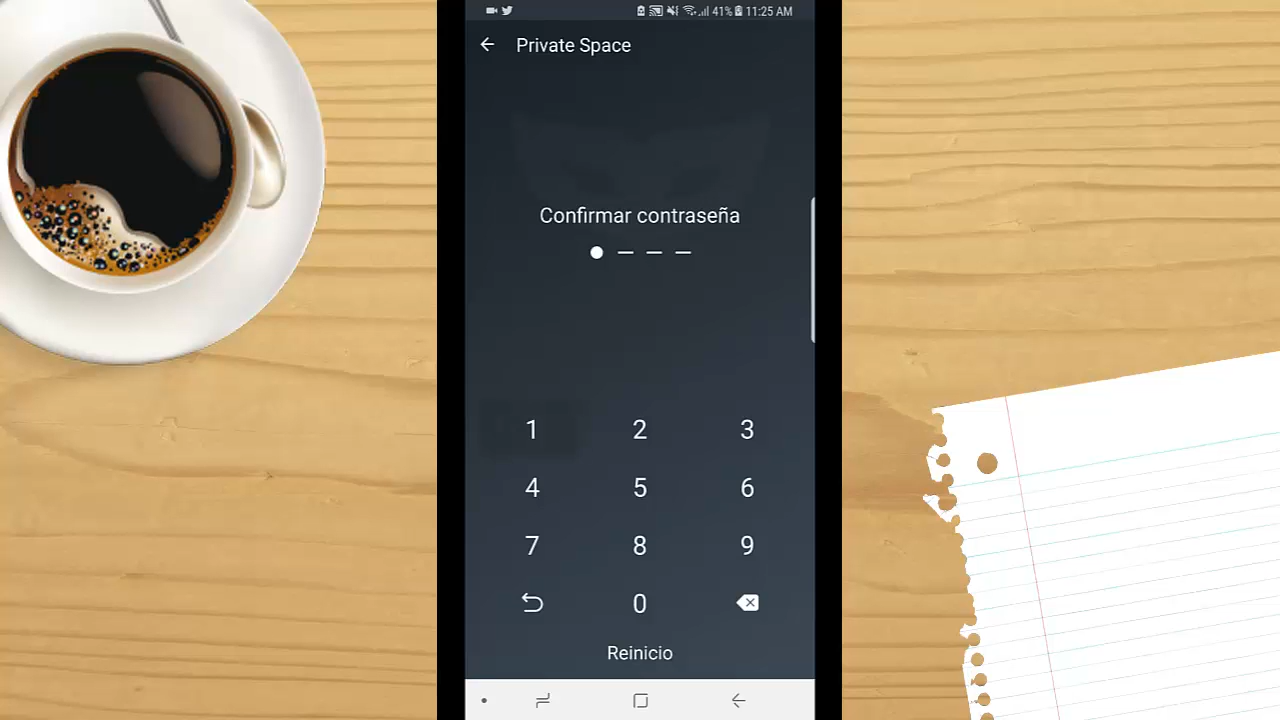 41% 11:25 AM
Private Space
Confirmar contraseña
1 2 3
4 5 6
7 8 9
0
Reinicio